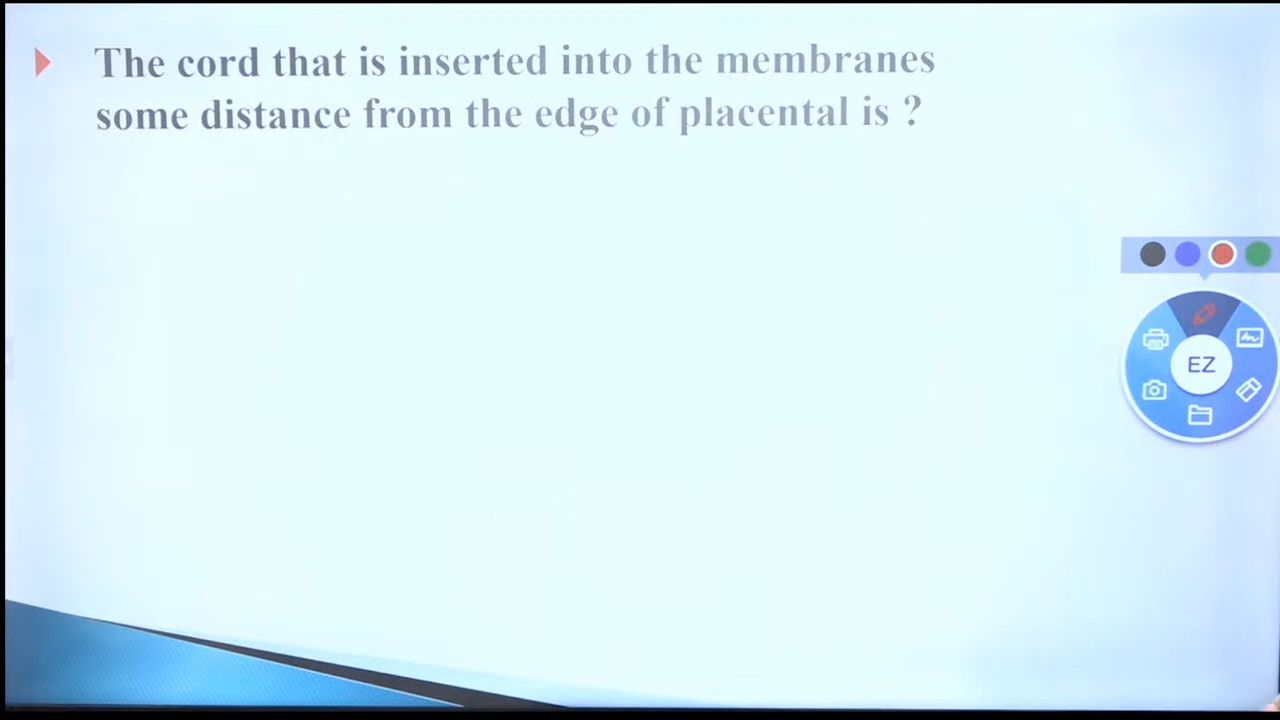 The cord that is inserted into the membranes
some distance from the edge of placental is ?
EZ